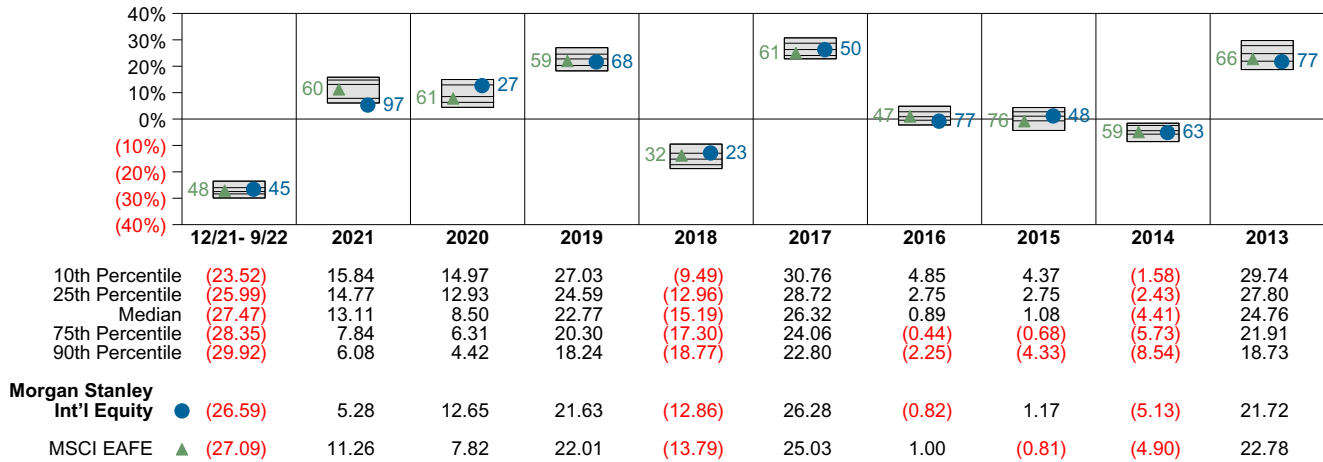 40%
30%
20%
10%
0%
(10%)
(20%)
(30%)
(40%)
48 45
60 97
61 27
59 68
32 23
61 50
47 77
76 48
59 63
66 77
12/21- 9/22 2021 2020 2019 2018 2017 2016 2015 2014 2013
10th Percentile (23.52) 15.84 14.97 27.03 (9.49) 30.76 4.85 4.37 (1.58) 29.74
25th Percentile (25.99) 14.77 12.93 24.59 (12.96) 28.72 2.75 2.75 (2.43) 27.80
Median (27.47) 13.11 8.50 22.77 (15.19) 26.32 0.89 1.08 (4.41) 24.76
75th Percentile (28.35) 7.84 6.31 20.30 (17.30) 24.06 (0.44) (0.68) (5.73) 21.91
90th Percentile (29.92) 6.08 4.42 18.24 (18.77) 22.80 (2.25) (4.33) (8.54) 18.73
Morgan Stanley
Int'l Equity (26.59) 5.28 12.65 21.63 (12.86) 26.28 (0.82) 1.17 (5.13) 21.72
MSCI EAFE (27.09) 11.26 7.82 22.01 (13.79) 25.03 1.00 (0.81) (4.90) 22.78